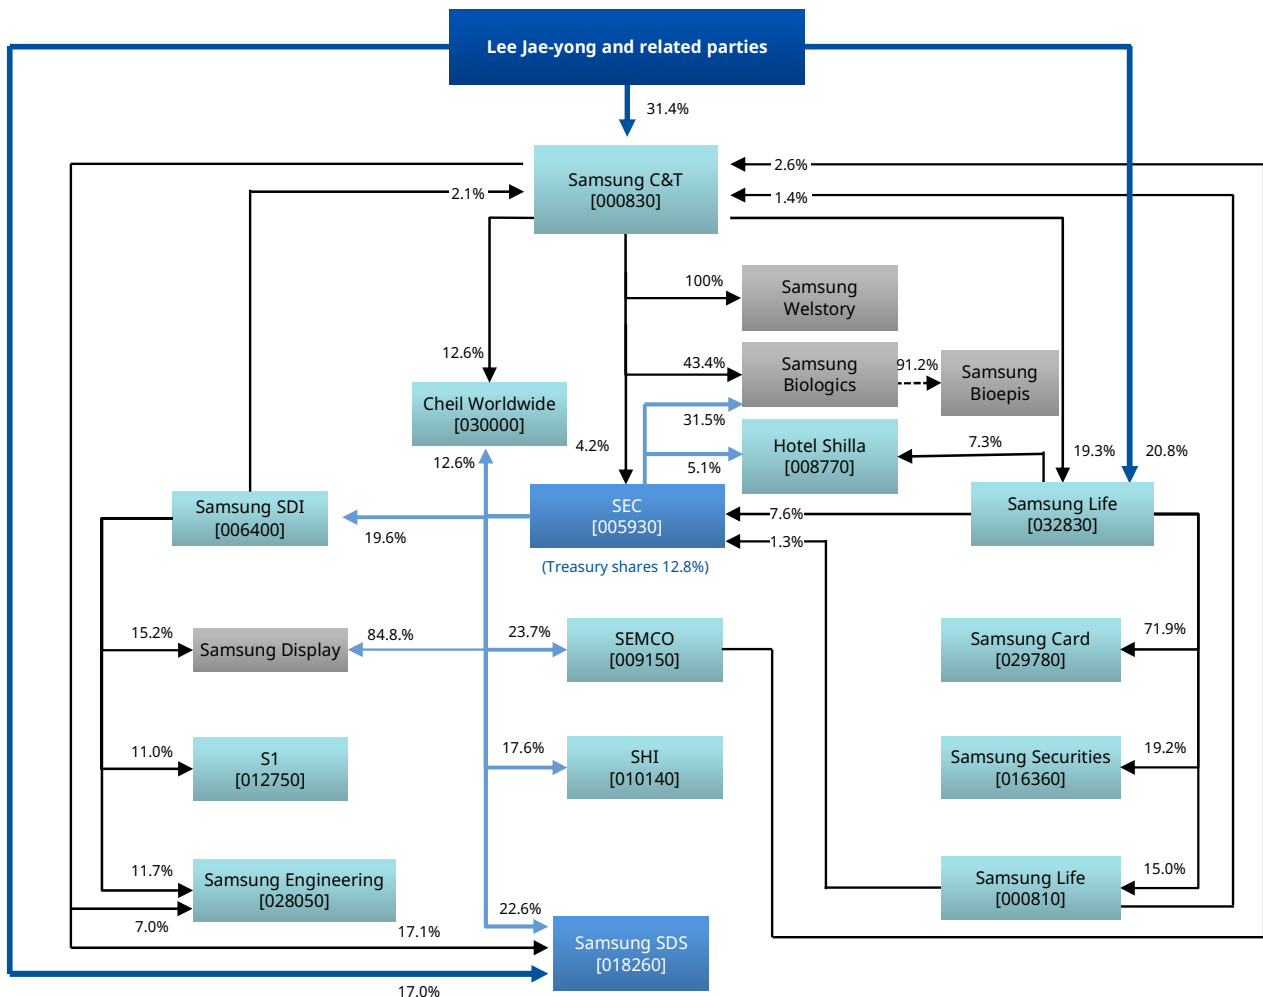 Lee Jae-yong and related parties
31.4%
Samsung C&T
[000830]
2.6%
2.1%
1.4%
100%
Samsung
Welstory
12.6%
43.4%
Samsung
Biologics
91.2%
Samsung
Bioepis
Cheil Worldwide
[030000]
31.5%
4.2%
Hotel Shilla
[008770]
7.3%
19.3%
20.8%
12.6%
5.1%
Samsung SDI
[006400]
SEC
[005930]
Samsung Life
[032830]
7.6%
19.6%
1.3%
(Treasury shares 12.8%)
15.2%
Samsung Display
84.8.%
23.7%
SEMCO
[009150]
Samsung Card
[029780]
71.9%
11.0%
S1
[012750]
17.6%
SHI
[010140]
Samsung Securities
[016360]
19.2%
11.7%
Samsung Engineering
[028050]
Samsung Life
[000810]
15.0%
7.0%
22.6%
17.1%
Samsung SDS
[018260]
17.0%